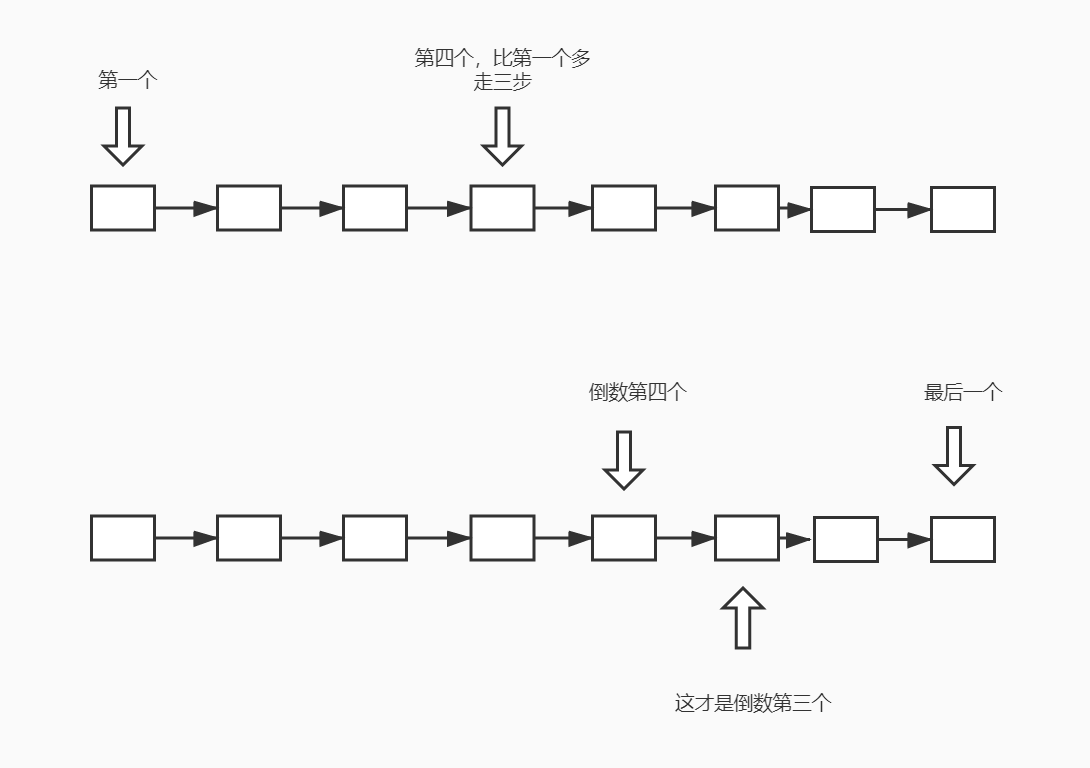 第一个
第四个，比第一个多
走三步
倒数第四个
最后一个
这才是倒数第三个